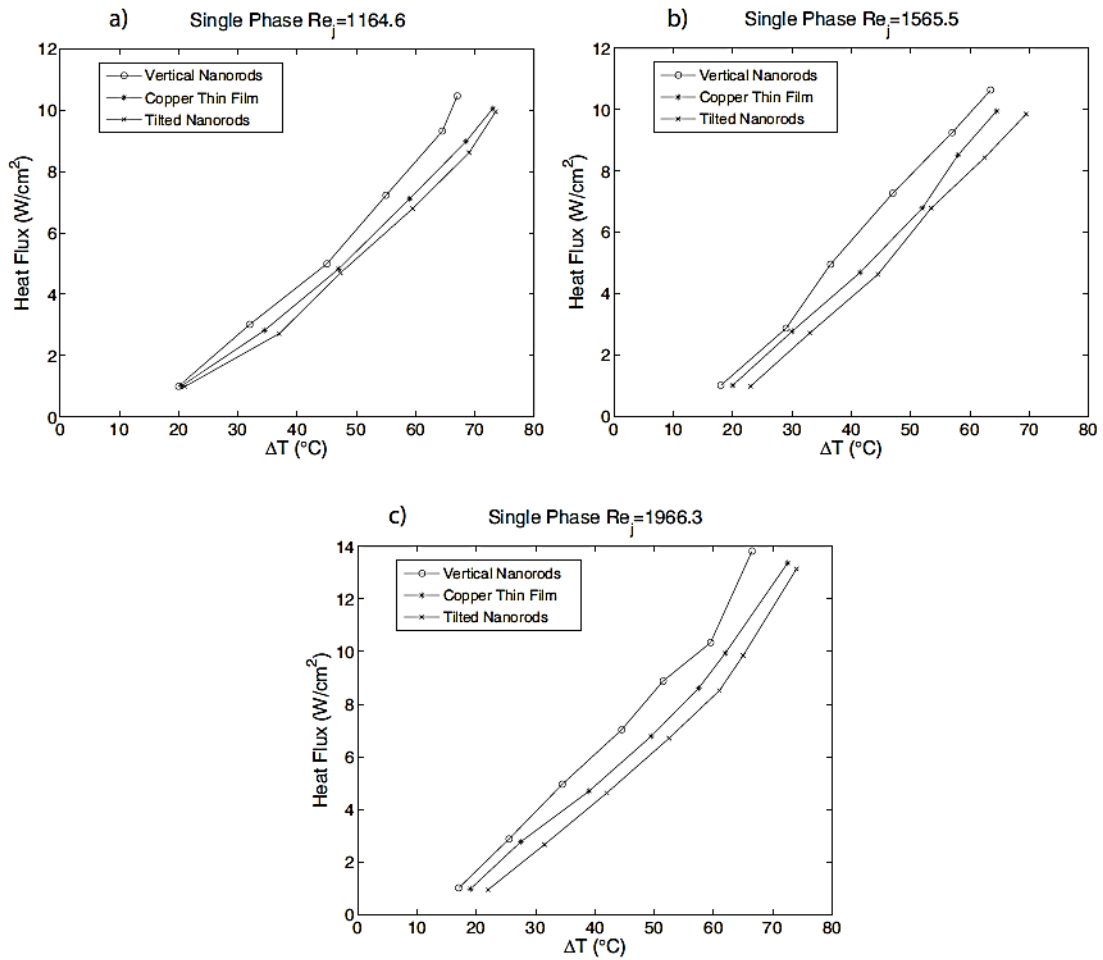 a) Single Phase Re_j=1164.6
12
10
8
6
4
2
0
Heat Flux (W/cm²)
Vertical Nanorods
Copper Thin Film
Tilted Nanorods
0 10 20 30 40 50 60 70 80
ΔT (°C)
b) Single Phase Re_j=1565.5
12
10
8
6
4
2
0
Heat Flux (W/cm²)
Vertical Nanorods
Copper Thin Film
Tilted Nanorods
0 10 20 30 40 50 60 70 80
ΔT (°C)
c) Single Phase Re_j=1966.3
14
12
10
8
6
4
2
0
Heat Flux (W/cm²)
Vertical Nanorods
Copper Thin Film
Tilted Nanorods
0 10 20 30 40 50 60 70 80
ΔT (°C)